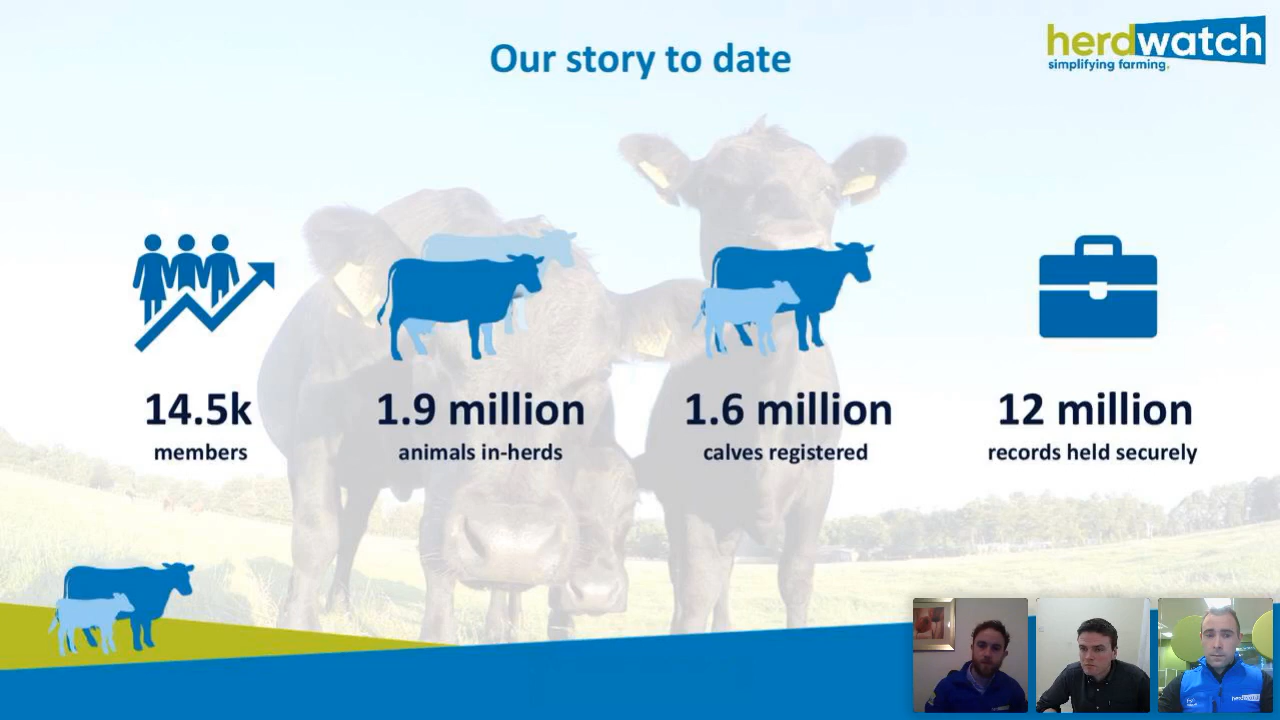 Our story to date
herdwatch
simplifying farming.
14.5k
members
1.9 million
animals in-herds
1.6 million
calves registered
12 million
records held securely
herdwatch